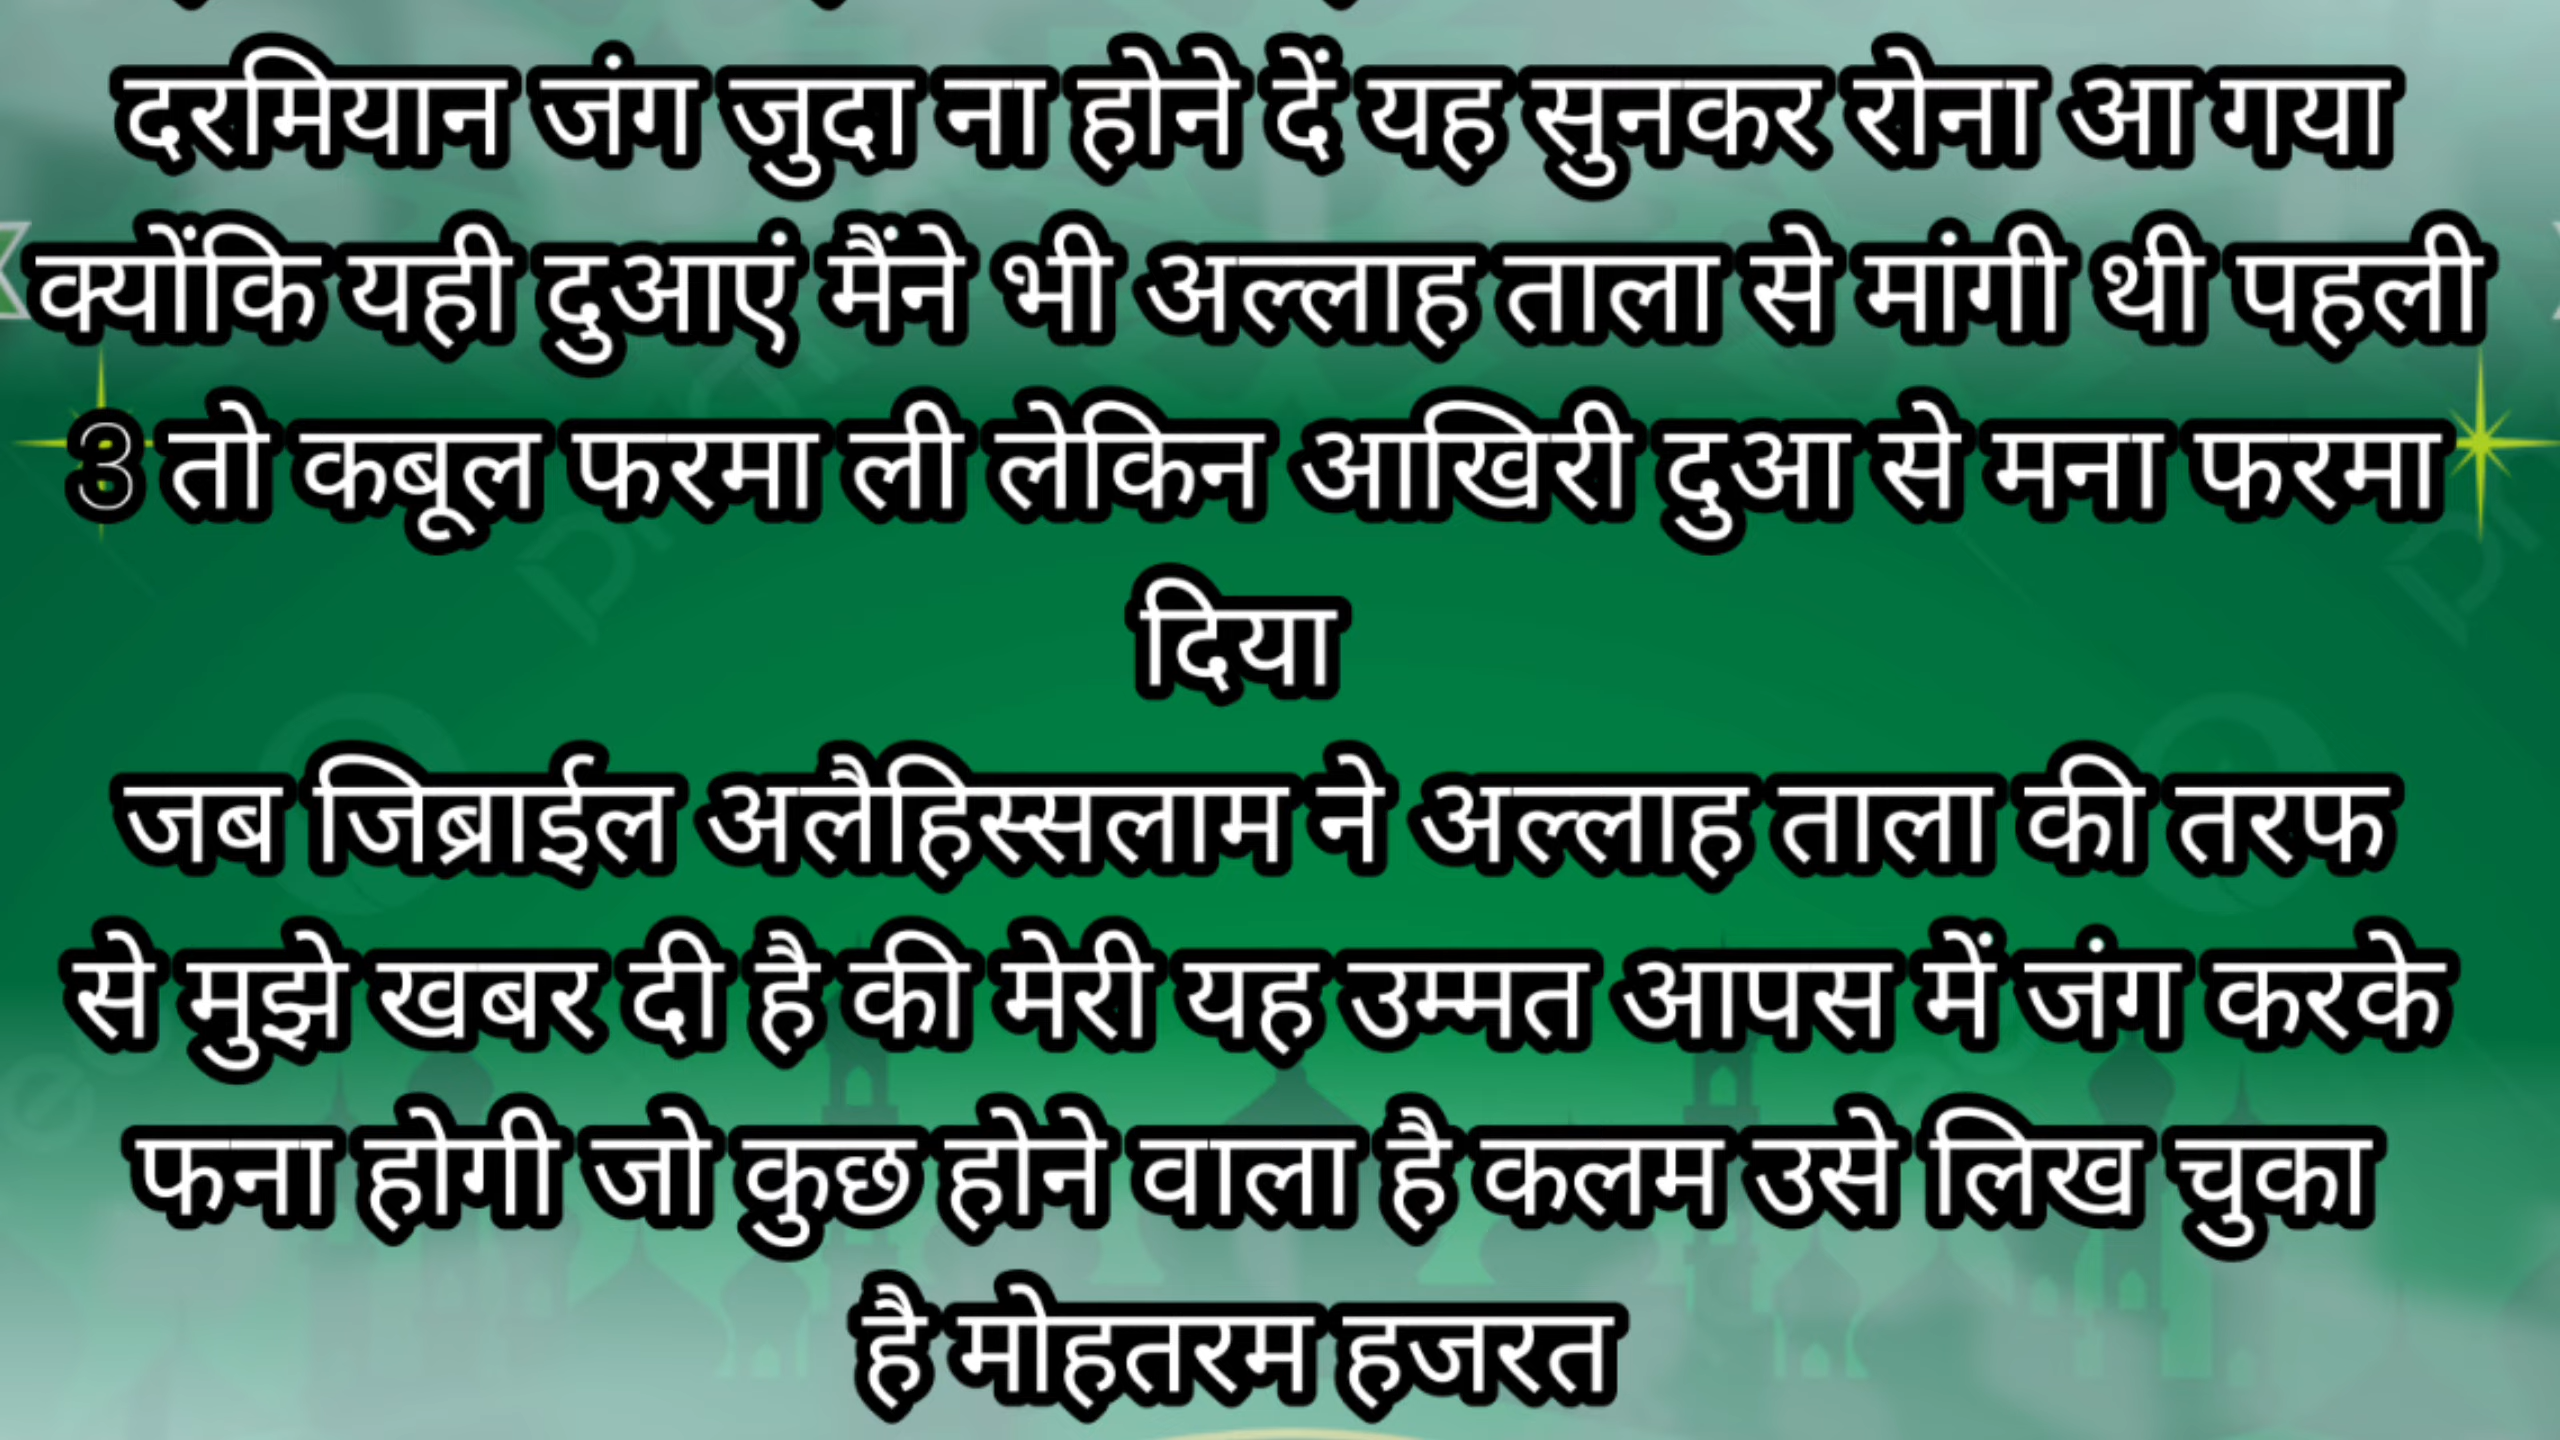 दरमियान जंग जुदा ना होने दें यह सुनकर रोना आ गया
क्योंकि यही दुआएं मैंने भी अल्लाह ताला से मांगी थी पहली
3 तो कबूल फरमा ली लेकिन आखिरी दुआ से मना फरमा
दिया
जब जिब्राईल अलैहिस्सलाम ने अल्लाह ताला की तरफ
से मुझे खबर दी है की मेरी यह उम्मत आपस में जंग करके
फना होगी जो कुछ होने वाला है कलम उसे लिख चुका
है मोहतरम हजरत